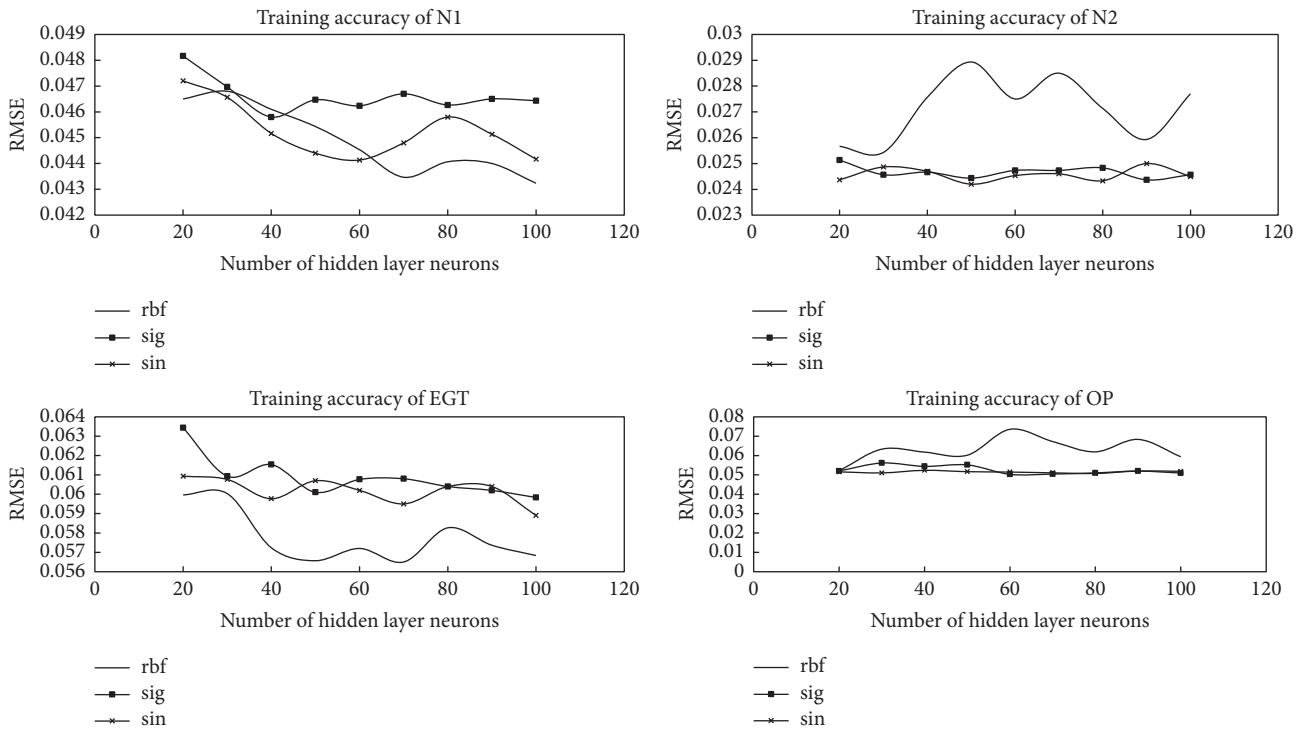 Training accuracy of N1
0.049
0.048
0.047
0.046
0.045
0.044
0.043
0.042
RMSE
0 20 40 60 80 100 120
Number of hidden layer neurons
rbf
sig
sin
Training accuracy of N2
0.03
0.029
0.028
0.027
0.026
0.025
0.024
0.023
RMSE
0 20 40 60 80 100 120
Number of hidden layer neurons
rbf
sig
sin
Training accuracy of EGT
0.064
0.063
0.062
0.061
0.06
0.059
0.058
0.057
0.056
RMSE
0 20 40 60 80 100 120
Number of hidden layer neurons
rbf
sig
sin
Training accuracy of OP
0.08
0.07
0.06
0.05
0.04
0.03
0.02
0.01
0
RMSE
0 20 40 60 80 100 120
Number of hidden layer neurons
rbf
sig
sin